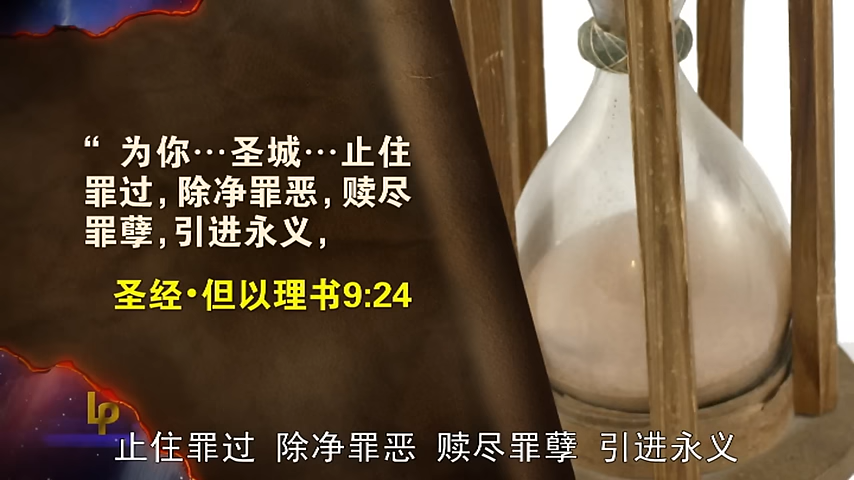 “ 为你…圣城…止住
罪过，除净罪恶，赎尽
罪孽，引进永义，
圣经·但以理书9:24
Lp
止住罪过 除净罪恶 赎尽罪孽 引进永义